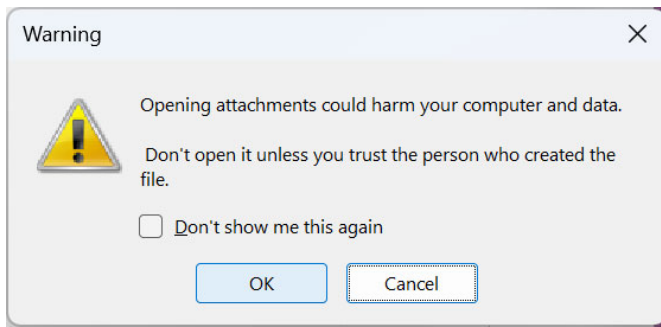 Warning
Opening attachments could harm your computer and data.
Don't open it unless you trust the person who created the
file.
Don't show me this again
OK
Cancel